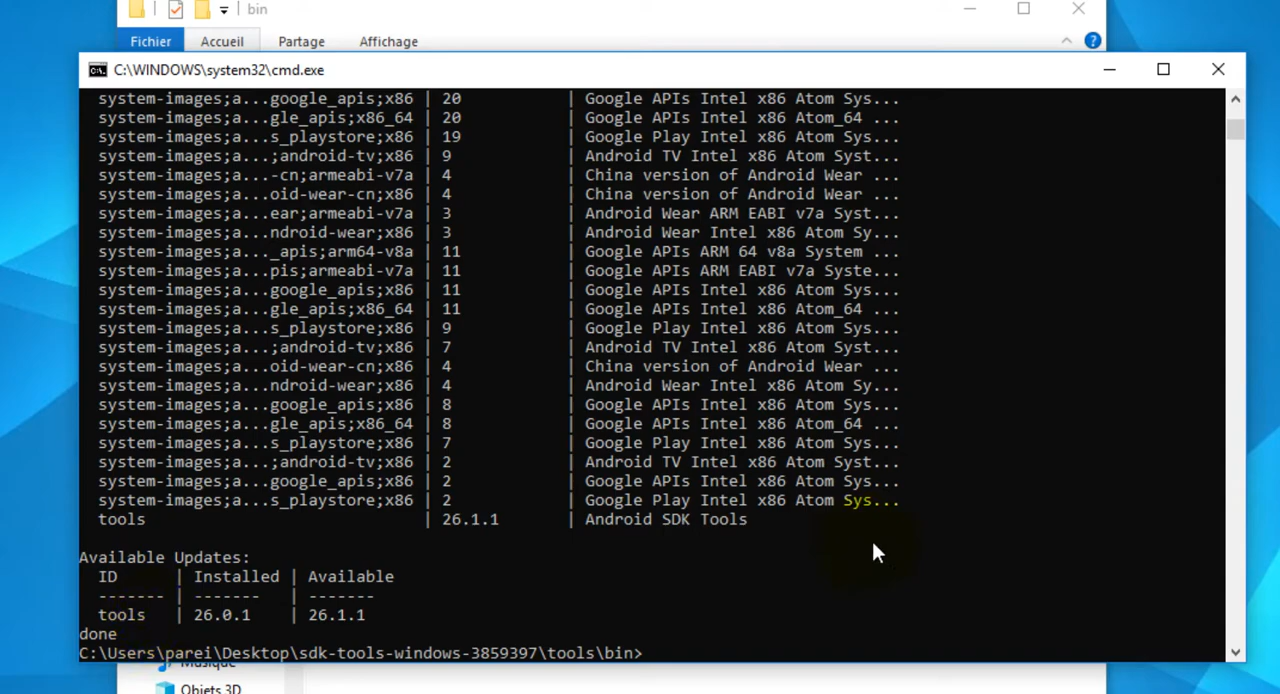 bin
Fichier Accueil Partage Affichage
C:\WINDOWS\system32\cmd.exe
system-images;a...google_apis;x86 | 20 | Google APIs Intel x86 Atom Sys...
system-images;a...gle_apis;x86_64 | 20 | Google APIs Intel x86 Atom_64 ...
system-images;a...s_playstore;x86 | 19 | Google Play Intel x86 Atom Sys...
system-images;a...;android-tv;x86 | 9 | Android TV Intel x86 Atom Syst...
system-images;a...-cn;armeabi-v7a | 4 | China version of Android Wear ...
system-images;a...oid-wear-cn;x86 | 4 | China version of Android Wear ...
system-images;a...ear;armeabi-v7a | 3 | Android Wear ARM EABI v7a Syst...
system-images;a...ndroid-wear;x86 | 3 | Android Wear Intel x86 Atom Sy...
system-images;a..._apis;arm64-v8a | 11 | Google APIs ARM 64 v8a System ...
system-images;a...pis;armeabi-v7a | 11 | Google APIs ARM EABI v7a Syste...
system-images;a...google_apis;x86 | 11 | Google APIs Intel x86 Atom Sys...
system-images;a...gle_apis;x86_64 | 11 | Google APIs Intel x86 Atom_64 ...
system-images;a...s_playstore;x86 | 9 | Google Play Intel x86 Atom Sys...
system-images;a...;android-tv;x86 | 7 | Android TV Intel x86 Atom Syst...
system-images;a...oid-wear-cn;x86 | 4 | China version of Android Wear ...
system-images;a...ndroid-wear;x86 | 4 | Android Wear Intel x86 Atom Sy...
system-images;a...google_apis;x86 | 8 | Google APIs Intel x86 Atom Sys...
system-images;a...gle_apis;x86_64 | 8 | Google APIs Intel x86 Atom_64 ...
system-images;a...s_playstore;x86 | 7 | Google Play Intel x86 Atom Sys...
system-images;a...;android-tv;x86 | 2 | Android TV Intel x86 Atom Syst...
system-images;a...google_apis;x86 | 2 | Google APIs Intel x86 Atom Sys...
system-images;a...s_playstore;x86 | 2 | Google Play Intel x86 Atom Sys...
tools | 26.1.1 | Android SDK Tools
Available Updates:
ID | Installed | Available
------- | ------- | -------
tools | 26.0.1 | 26.1.1
done
C:\Users\parei\Desktop\sdk-tools-windows-3859397\tools\bin>
Musique
Objets 3D